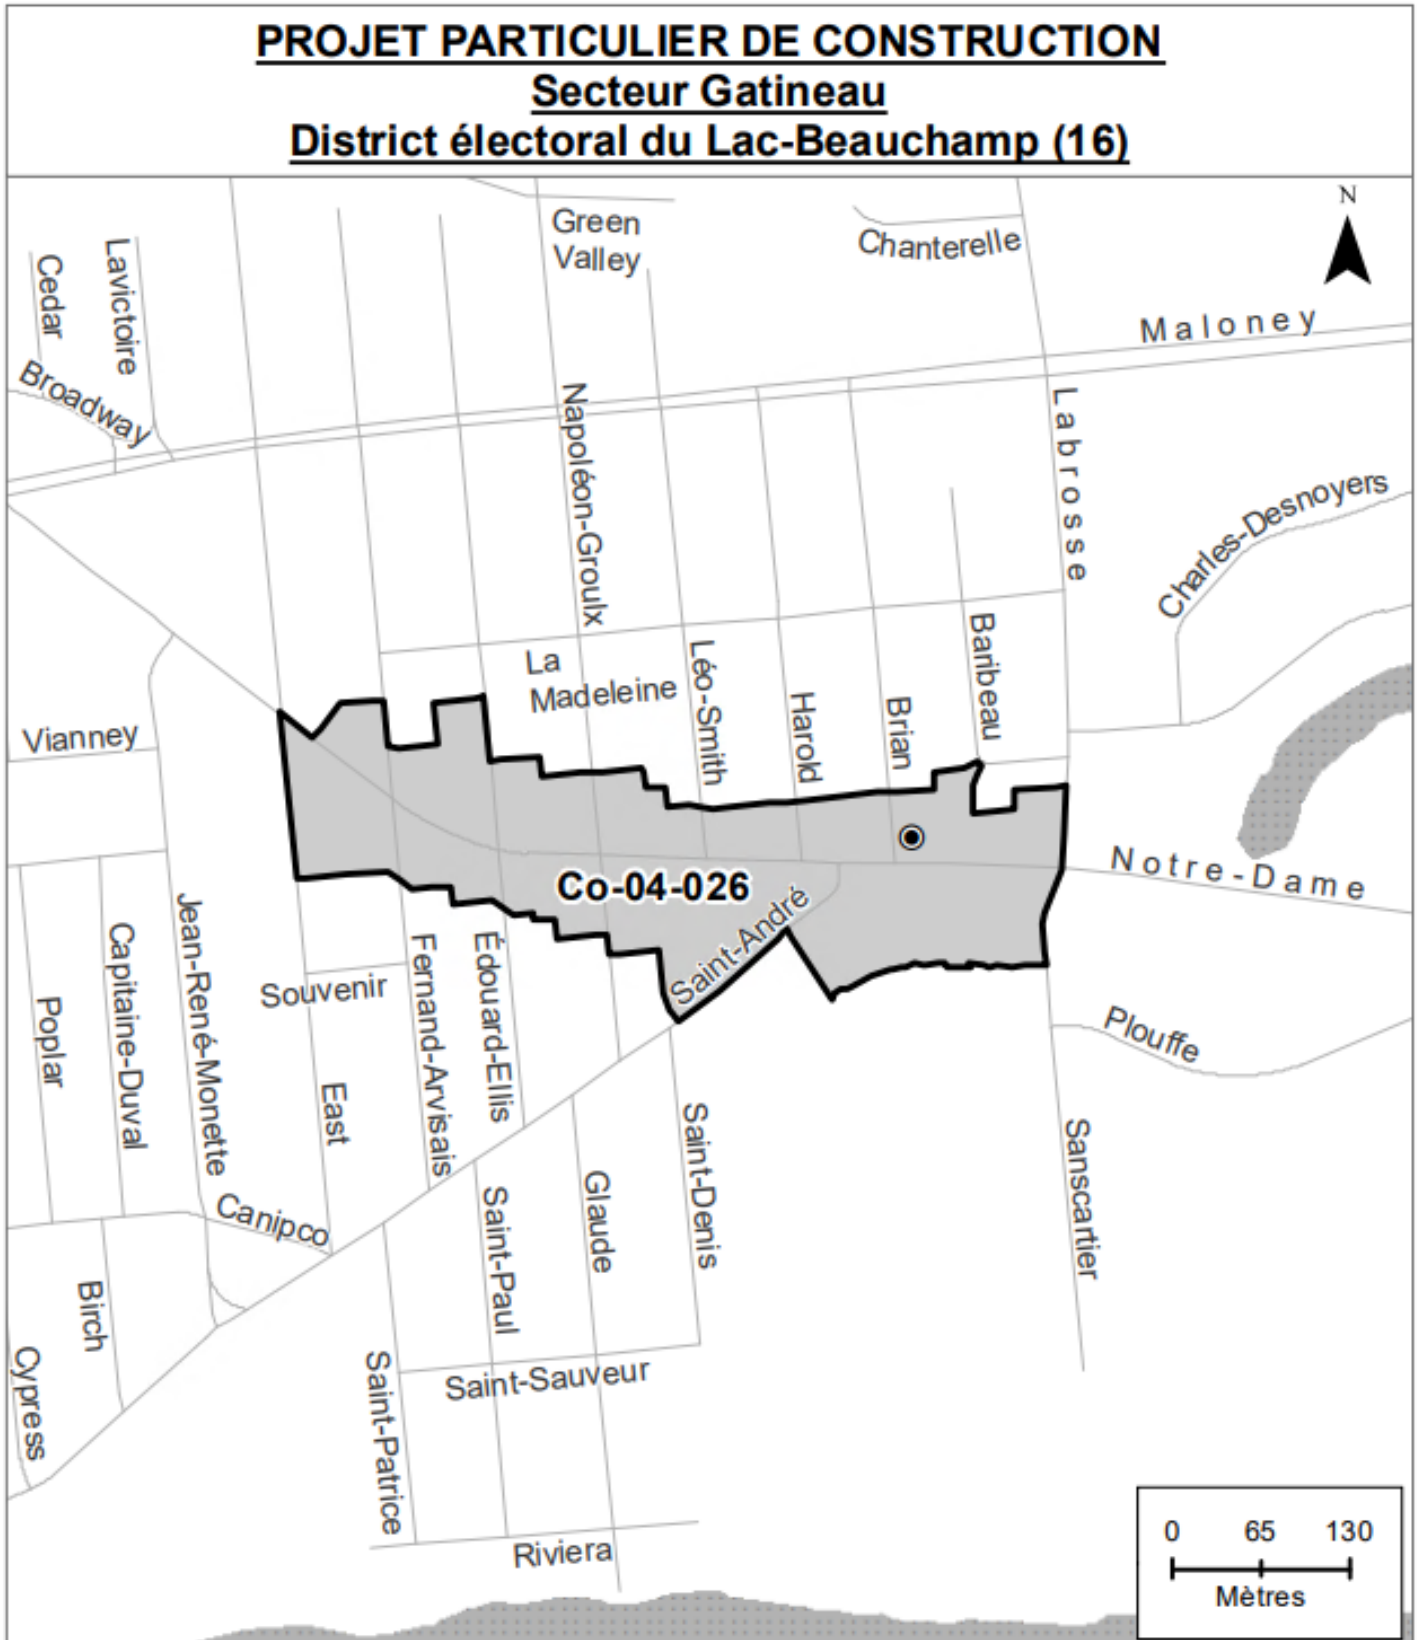 PROJET PARTICULIER DE CONSTRUCTION
Secteur Gatineau
District électoral du Lac-Beauchamp (16)
N
Green
Valley
Chanterelle
Cedar
Lavictoire
Maloney
Broadway
Napoléon-Groulx
Labrosse
Charles-Desnoyers
La
Madeleine
Léo-Smith
Harold
Brian
Baribeau
Vianney
Notre-Dame
Co-04-026
Saint-André
Poplar
Capitaine-Duval
Jean-René-Monette
Souvenir
East
Fernand-Arvisais
Édouard-Ellis
Plouffe
Saint-Denis
Sanscartier
Canipco
Saint-Paul
Glaude
Birch
Cypress
Saint-Patrice
Saint-Sauveur
Riviera
0 65 130
Mètres